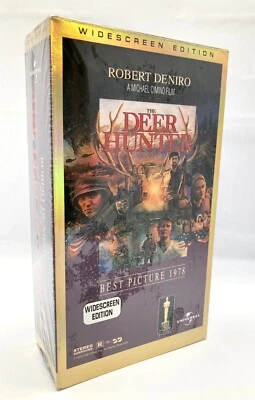 WIDESCREEN EDITION
ROBERT DENIRO
A MICHAEL CIMINO FILM
THE
DEER
HUNTER
BEST PICTURE 1978
WIDESCREEN
EDITION
STEREO
R
UNIVERSAL